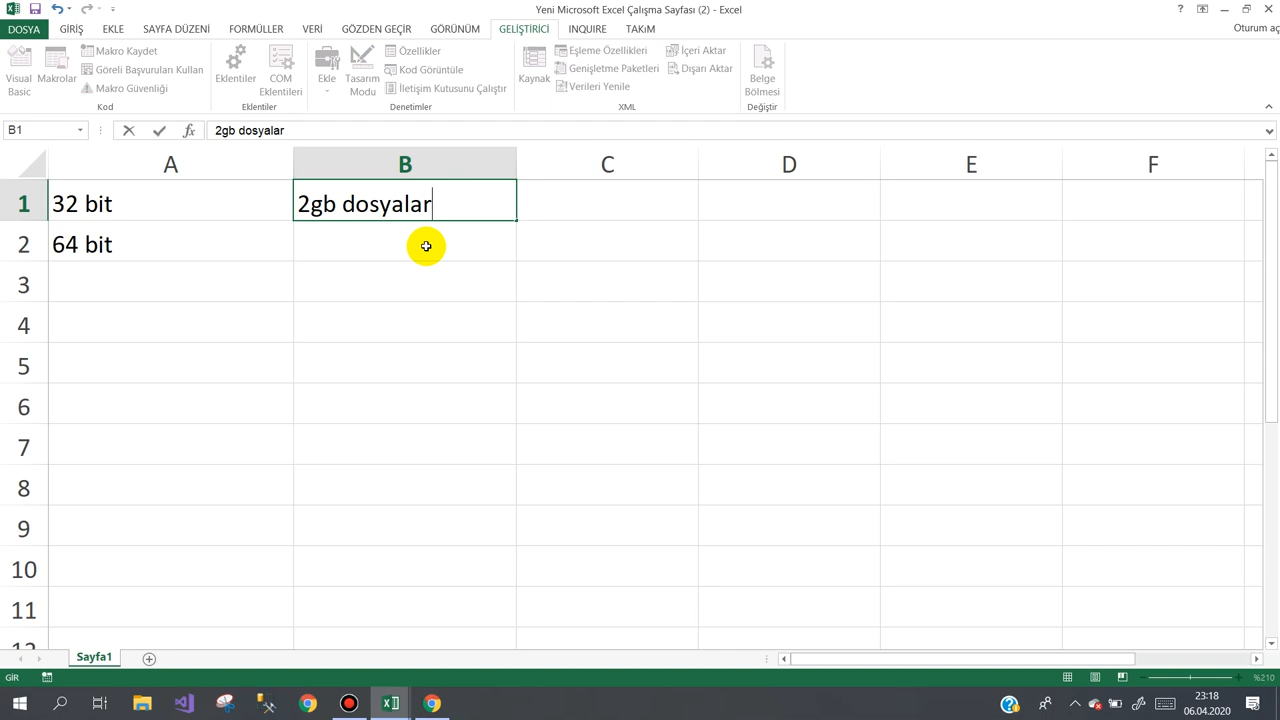 Yeni Microsoft Excel Çalışma Sayfası (2) - Excel
DOSYA GİRİŞ EKLE SAYFA DÜZENİ FORMÜLLER VERİ GÖZDEN GEÇİR GÖRÜNÜM GELİŞTİRİCİ INQUIRE TAKıM Oturum aç
Visual Basic
Makrolar
Makro Kaydet
Göreli Başvuruları Kullan
Makro Güvenliği
Kod
Eklentiler
COM Eklentileri
Eklentiler
Ekle
Tasarım Modu
Özellikler
Kod Görüntüle
İletişim Kutusunu Çalıştır
Denetimler
Kaynak
Eşleme Özellikleri
Genişletme Paketleri
Verileri Yenile
İçeri Aktar
Dışarı Aktar
XML
Belge Bölmesi
Değiştir
B1 fx 2gb dosyalar
A B C D E F
1 32 bit 2gb dosyalar
2 64 bit
3
4
5
6
7
8
9
10
11
12
Sayfa1
GİR %210
23:18
06.04.2020